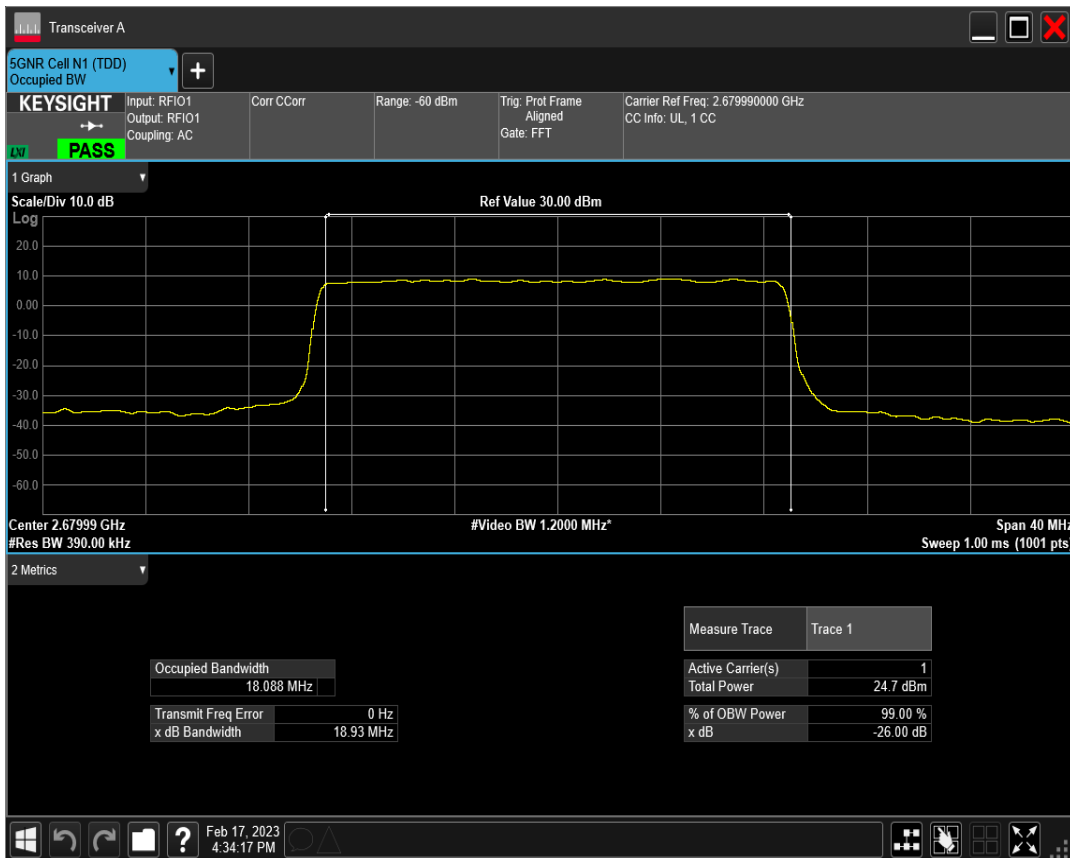 Transceiver A
5GNR Cell N1 (TDD)
Occupied BW
+
KEYSIGHT
LXI
PASS
Input: RFIO1
Output: RFIO1
Coupling: AC
Corr CCorr
Range: -60 dBm
Trig: Prot Frame
Aligned
Gate: FFT
Carrier Ref Freq: 2.679990000 GHz
CC Info: UL, 1 CC
1 Graph
Scale/Div 10.0 dB
Ref Value 30.00 dBm
Log
20.0
10.0
0.00
-10.0
-20.0
-30.0
-40.0
-50.0
-60.0
Center 2.67999 GHz
#Video BW 1.2000 MHz*
Span 40 MHz
#Res BW 390.00 kHz
Sweep 1.00 ms (1001 pts)
2 Metrics
Measure Trace Trace 1
Occupied Bandwidth
18.088 MHz
Active Carrier(s) 1
Total Power 24.7 dBm
Transmit Freq Error 0 Hz
x dB Bandwidth 18.93 MHz
% of OBW Power 99.00 %
x dB -26.00 dB
?
Feb 17, 2023
4:34:17 PM